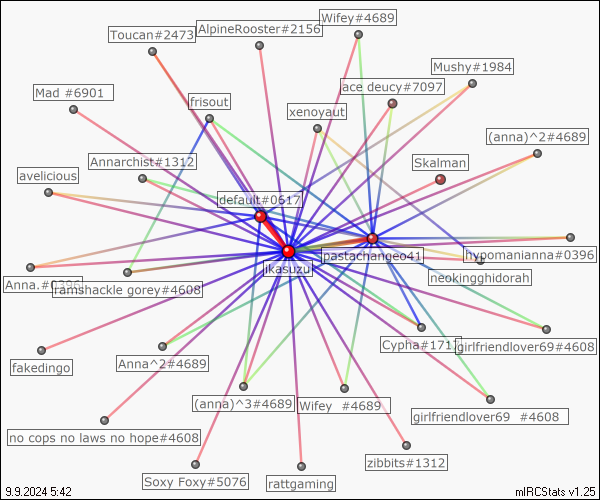 Toucan#2473
AlpineRooster#2156
Wifey#4689
Mushy#1984
Mad #6901
frisout
ace deucy#7097
xenoyaut
(anna)^2#4689
Annarchist#1312
Skalman
avelicious
default#0617
ikasuzu
pastachangeo41
hypomanianna#0396
neokingghidorah
Anna.#0396
ramshackle gorey#4608
fakedingo
Anna^2#4689
Cypha#171
girlfriendlover69#4608
(anna)^3#4689
Wifey #4689
girlfriendlover69 #4608
no cops no laws no hope#4608
zibbits#1312
Soxy Foxy#5076
rattgaming
9.9.2024 5:42
mIRCStats v1.25